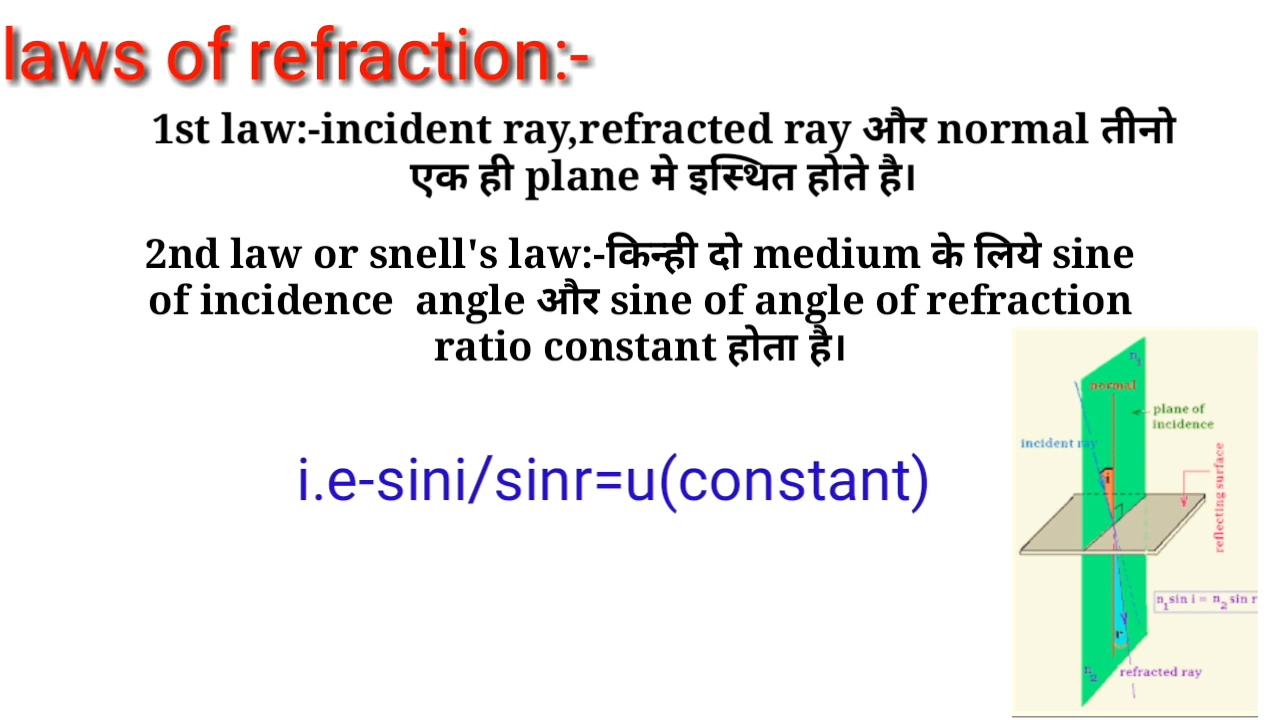 laws of refraction:-
1st law:-incident ray,refracted ray और normal तीनो
एक ही plane मे इस्थित होते है।
2nd law or snell's law:-किन्ही दो medium के लिये sine
of incidence angle और sine of angle of refraction
ratio constant होता है।
i.e-sini/sinr=u(constant)
n1
normal
plane of
incidence
incident ray
reflecting surface
i
n1 sin i = n2 sin r
r
n2
refracted ray